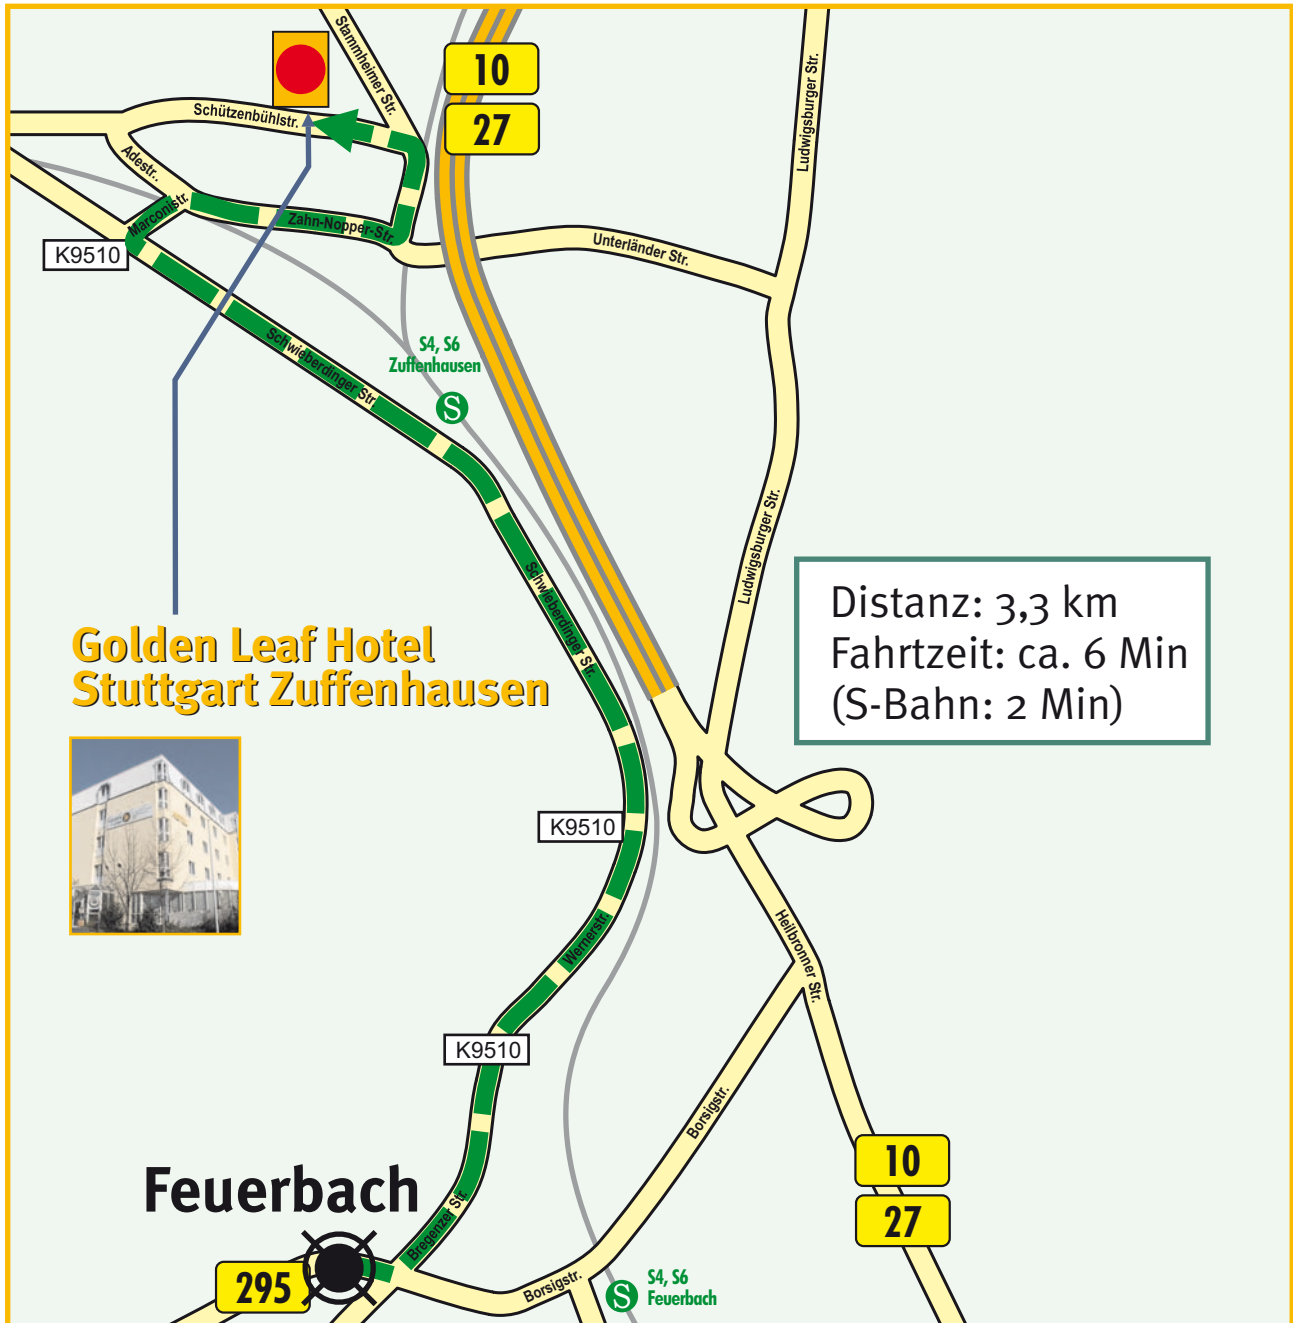 Stammheimer Str.
10
27
Ludwigsburger Str.
Schützenbühlstr.
Adestr..
Marconistr.
Zahn-Nopper-Str.
Unterländer Str.
K9510
S4, S6
Zuffenhausen
S
Schwieberdinger Str.
Ludwigsburger Str.
Schwieberdinger Str.
Distanz: 3,3 km
Fahrtzeit: ca. 6 Min
(S-Bahn: 2 Min)
Golden Leaf Hotel
Stuttgart Zuffenhausen
K9510
Wernerstr.
Heilbronner Str.
K9510
Borsigstr.
10
27
Feuerbach
Bregenzer Str.
295
Borsigstr.
S
S4, S6
Feuerbach